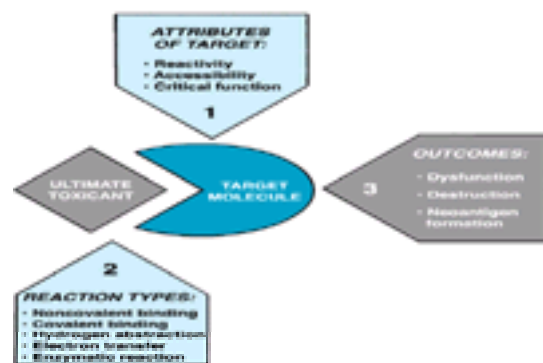 ATTRIBUTES
OF TARGET:
• Reactivity
• Accessibility
• Critical function
1
ULTIMATE
TOXICANT
TARGET
MOLECULE
3
OUTCOMES:
• Dysfunction
• Destruction
• Neoantigen
formation
2
REACTION TYPES:
• Noncovalent binding
• Covalent binding
• Hydrogen abstraction
• Electron transfer
• Enzymatic reaction